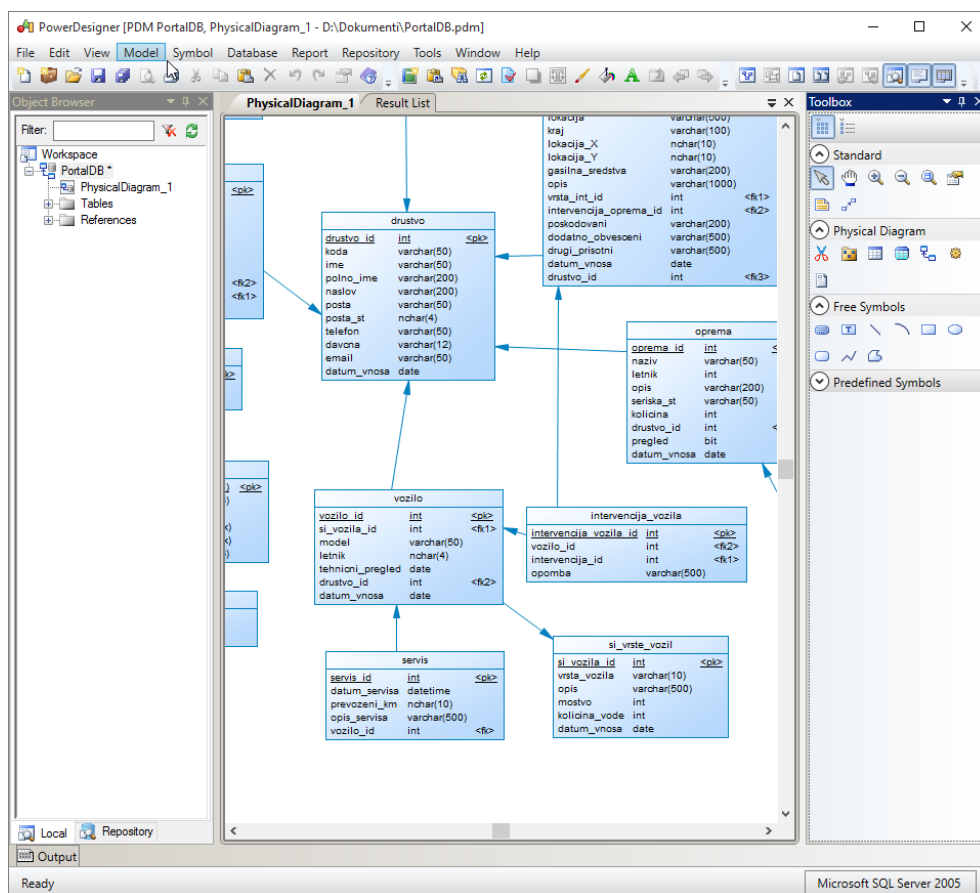 PowerDesigner [PDM PortalDB, PhysicalDiagram_1 - D:\Dokumenti\PortalDB.pdm]
File Edit View Model Symbol Database Report Repository Tools Window Help
Object Browser
Filter:
Workspace
PortalDB *
PhysicalDiagram_1
Tables
References
Local Repository
PhysicalDiagram_1 Result List
<pk>
<fk2>
<fk1>
<pk>
drustvo
drustvo_id int <pk>
koda varchar(50)
ime varchar(50)
polno_ime varchar(200)
naslov varchar(200)
posta varchar(50)
posta_st nchar(4)
telefon varchar(50)
davcna varchar(12)
email varchar(50)
datum_vnosa date
lokacija varchar(500)
kraj varchar(100)
lokacija_X nchar(10)
lokacija_Y nchar(10)
gasilna_sredstva varchar(200)
opis varchar(1000)
vrsta_int_id int <fk1>
intervencija_oprema_id int <fk2>
poskodovani varchar(200)
dodatno_obvesceni varchar(500)
drugi_prisotni varchar(500)
datum_vnosa date
drustvo_id int <fk3>
oprema
oprema_id int
naziv varchar(50)
letnik int
opis varchar(200)
seriska_st varchar(50)
kolicina int
drustvo_id int
pregled bit
datum_vnosa date
vozilo
vozilo_id int <pk>
si_vozila_id int <fk1>
model varchar(50)
letnik nchar(4)
tehnicni_pregled date
drustvo_id int <fk2>
datum_vnosa date
intervencija_vozila
intervencija_vozila_id int <pk>
vozilo_id int <fk2>
intervencija_id int <fk1>
opomba varchar(500)
servis
servis_id int <pk>
datum_servisa datetime
prevozeni_km nchar(10)
opis_servisa varchar(500)
vozilo_id int <fk>
si_vrste_vozil
si_vozila_id int <pk>
vrsta_vozila varchar(10)
opis varchar(500)
mostvo int
kolicina_vode int
datum_vnosa date
Toolbox
Standard
Physical Diagram
Free Symbols
Predefined Symbols
Output
Ready
Microsoft SQL Server 2005